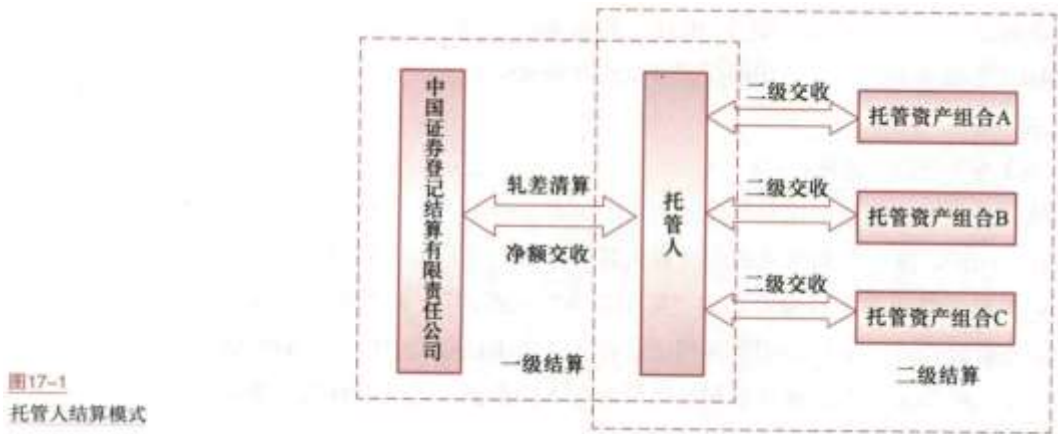 中国证券登记结算有限责任公司
轧差清算
净额交收
一级结算
托管人
二级交收
托管资产组合A
二级交收
托管资产组合B
二级交收
托管资产组合C
二级结算
图17-1
托管人结算模式